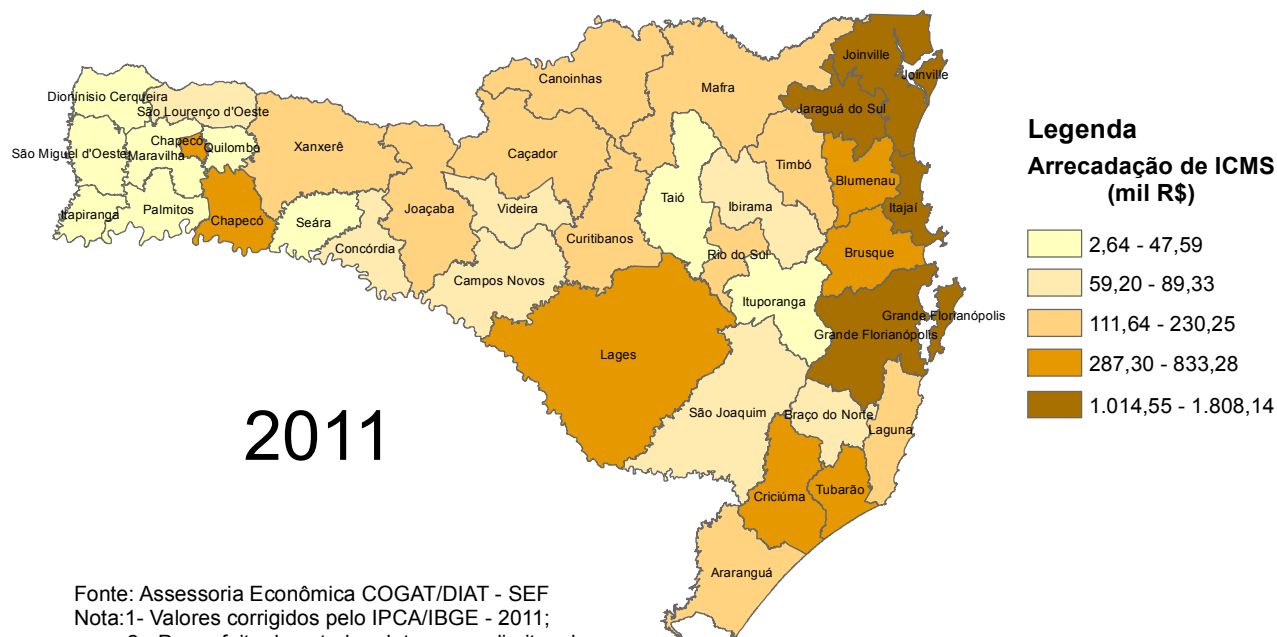 Joinville
Canoinhas
Joinville
Mafra
Dionínisio Cerqueira
São Lourenço d'Oeste
Jaraguá do Sul
Legenda
Chapecó
Xanxerê
Quilombo
São Miguel d'Oeste
Maravilha
Caçador
Timbó
Arrecadação de ICMS
(mil R$)
Blumenau
Taió
Ibirama
Itapiranga
Palmitos
Joaçaba
Videira
Itajaí
Chapecó
Seára
Curitibanos
2,64 - 47,59
Concórdia
Rio do Sul
Brusque
59,20 - 89,33
Campos Novos
Ituporanga
Grande Florianópolis
111,64 - 230,25
Grande Florianópolis
Lages
287,30 - 833,28
1.014,55 - 1.808,14
São Joaquim
Braço do Norte
Laguna
2011
Tubarão
Criciúma
Araranguá
Fonte: Assessoria Econômica COGAT/DIAT - SEF
Nota:1- Valores corrigidos pelo IPCA/IBGE - 2011;